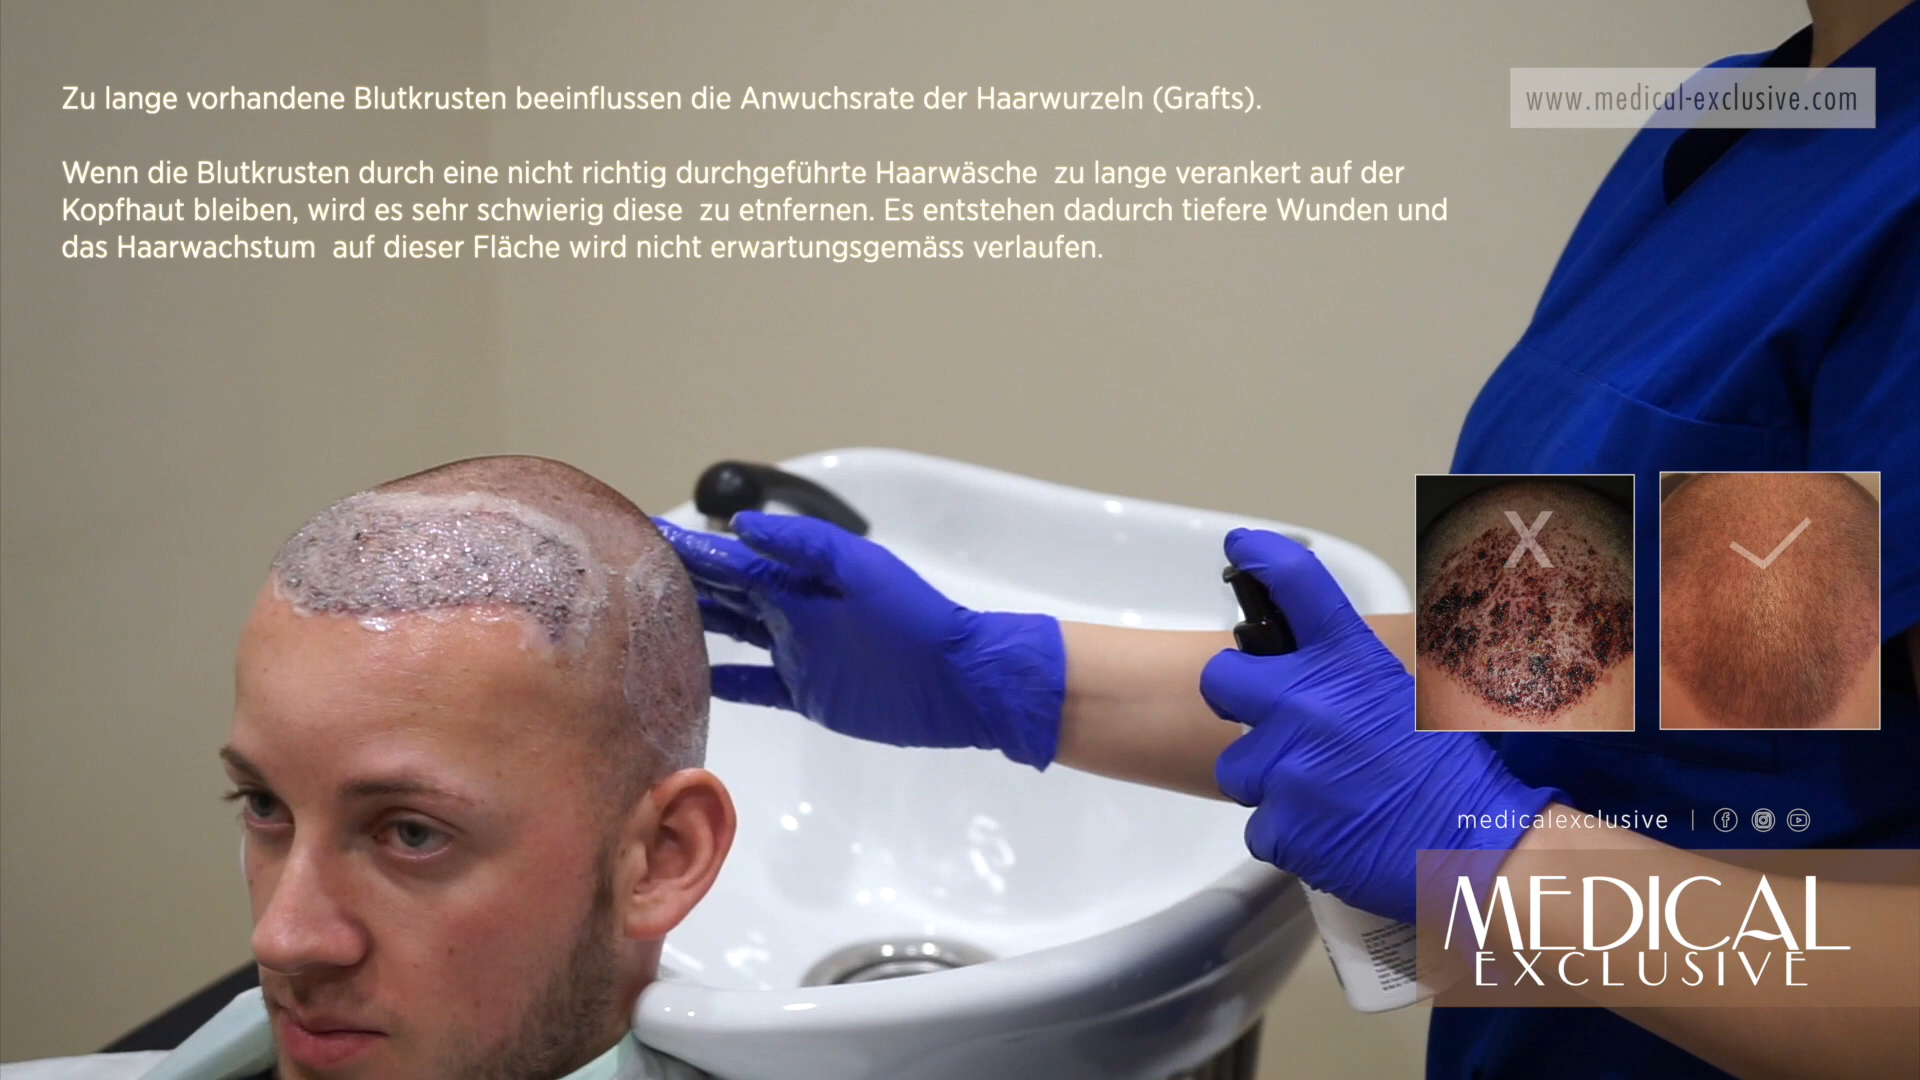 Zu lange vorhandene Blutkrusten beeinflussen die Anwuchsrate der Haarwurzeln (Grafts).
www.medical-exclusive.com
Wenn die Blutkrusten durch eine nicht richtig durchgeführte Haarwäsche zu lange verankert auf der
Kopfhaut bleiben, wird es sehr schwierig diese zu etnfernen. Es entstehen dadurch tiefere Wunden und
das Haarwachstum auf dieser Fläche wird nicht erwartungsgemäss verlaufen.
X
medicalexclusive |
MEDICAL
EXCLUSIVE